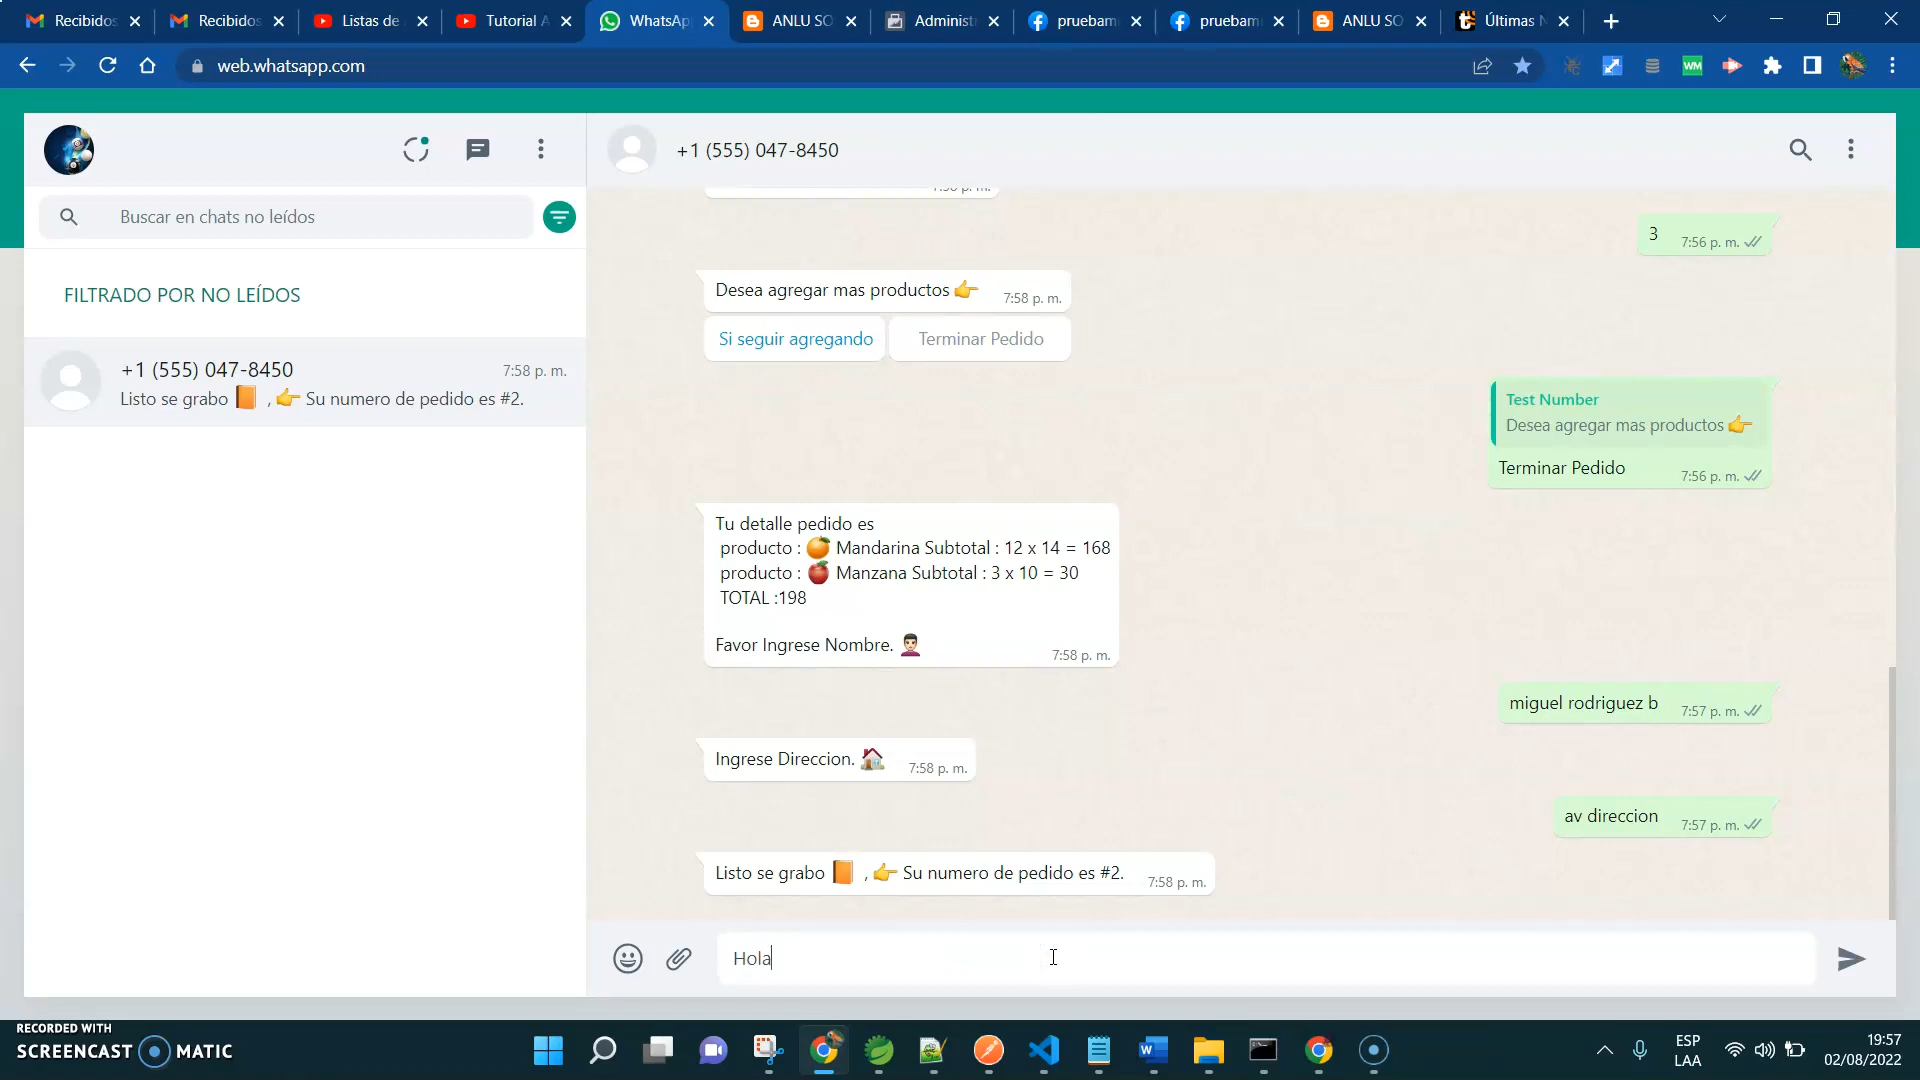 Recibidos
Recibidos
Listas de
Tutorial A
WhatsAp
ANLU SO
Administ
pruebam
pruebam
ANLU SO
Últimas N
web.whatsapp.com
WM
Buscar en chats no leídos
FILTRADO POR NO LEÍDOS
+1 (555) 047-8450
7:58 p. m.
Listo se grabo 📙 , 👉 Su numero de pedido es #2.
+1 (555) 047-8450
3
7:56 p. m.
Desea agregar mas productos 👉
7:58 p. m.
Si seguir agregando
Terminar Pedido
Test Number
Desea agregar mas productos 👉
Terminar Pedido
7:56 p. m.
Tu detalle pedido es
producto : 🍊 Mandarina Subtotal : 12 x 14 = 168
producto : 🍎 Manzana Subtotal : 3 x 10 = 30
TOTAL :198
Favor Ingrese Nombre. 💆🏻‍♂️
7:58 p. m.
miguel rodriguez b
7:57 p. m.
Ingrese Direccion. 🏠
7:58 p. m.
av direccion
7:57 p. m.
Listo se grabo 📙 , 👉 Su numero de pedido es #2.
7:58 p. m.
Hola
RECORDED WITH
SCREENCAST MATIC
ESP
LAA
19:57
02/08/2022